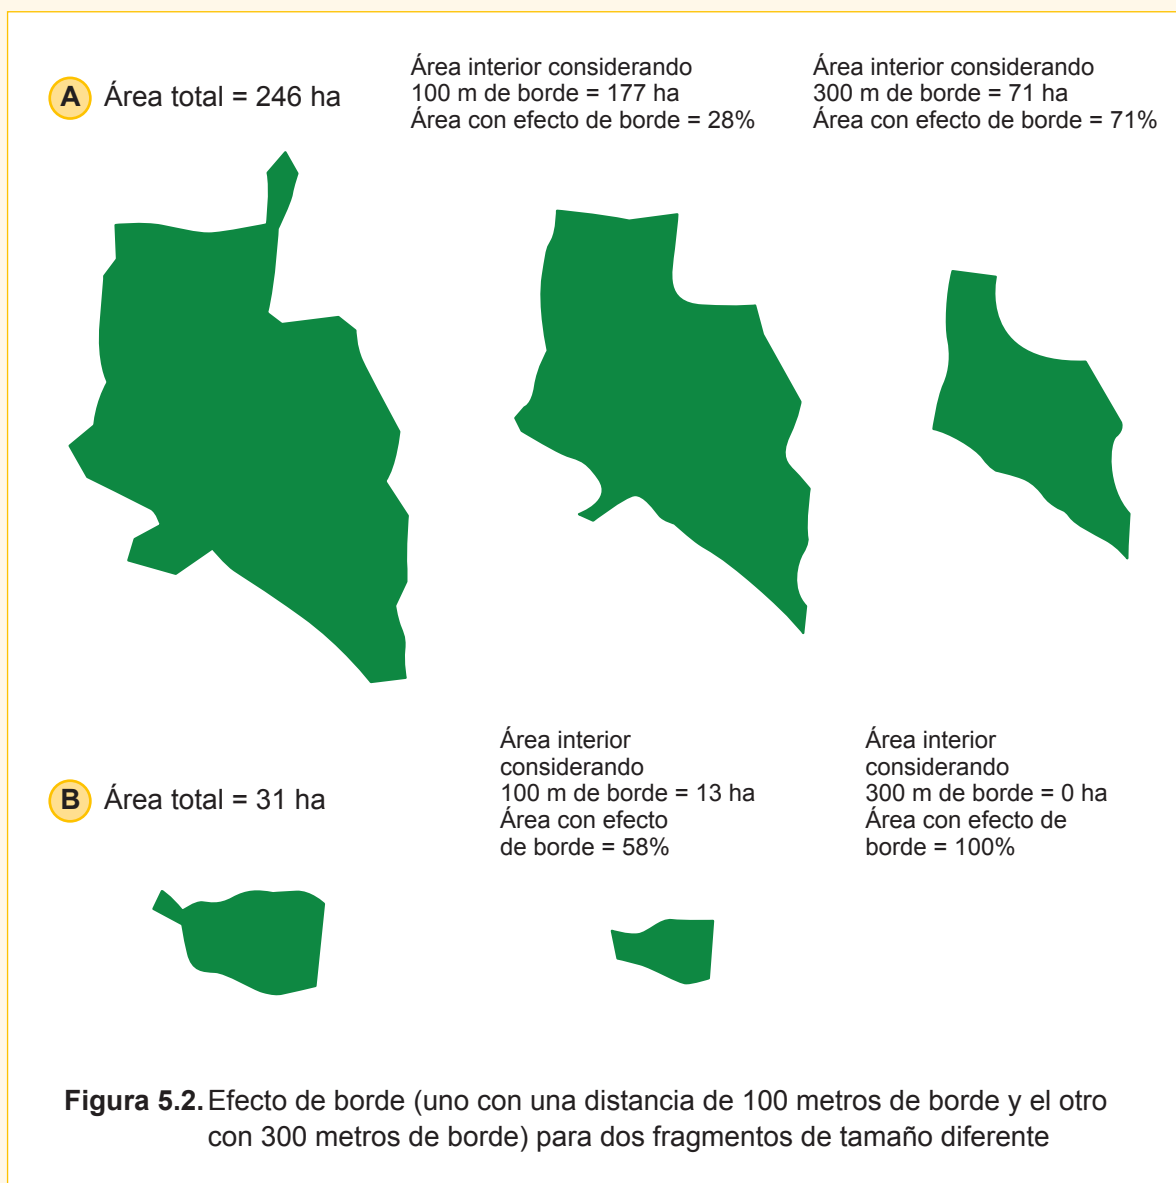 A Área total = 246 ha
Área interior considerando
100 m de borde = 177 ha
Área con efecto de borde = 28%
Área interior considerando
300 m de borde = 71 ha
Área con efecto de borde = 71%
B Área total = 31 ha
Área interior
considerando
100 m de borde = 13 ha
Área con efecto
de borde = 58%
Área interior
considerando
300 m de borde = 0 ha
Área con efecto de
borde = 100%
Figura 5.2. Efecto de borde (uno con una distancia de 100 metros de borde y el otro
con 300 metros de borde) para dos fragmentos de tamaño diferente